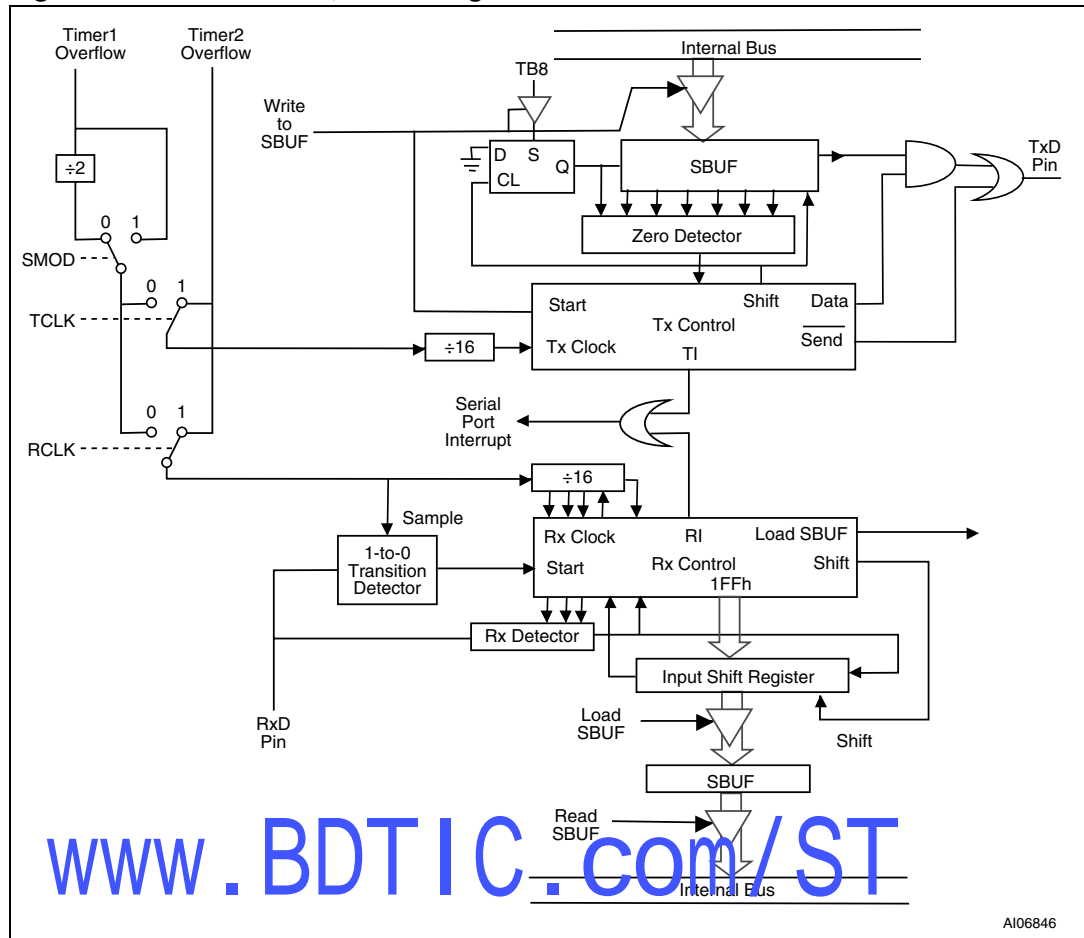 Timer1
Overflow
Timer2
Overflow
Internal Bus
TB8
Write
to
SBUF
D S
Q
CL
SBUF
TxD
Pin
÷2
Zero Detector
0 1
SMOD
0 1
TCLK
Start
Shift
Data
Tx Control
Send
÷16
Tx Clock
TI
Serial
Port
Interrupt
0 1
RCLK
÷16
Sample
1-to-0
Transition
Detector
Rx Clock
RI
Load SBUF
Start
Rx Control
Shift
1FFh
Rx Detector
Input Shift Register
RxD
Pin
Load
SBUF
Shift
SBUF
Read
SBUF
www.BDTIC.com/ST
Internal Bus
AI06846